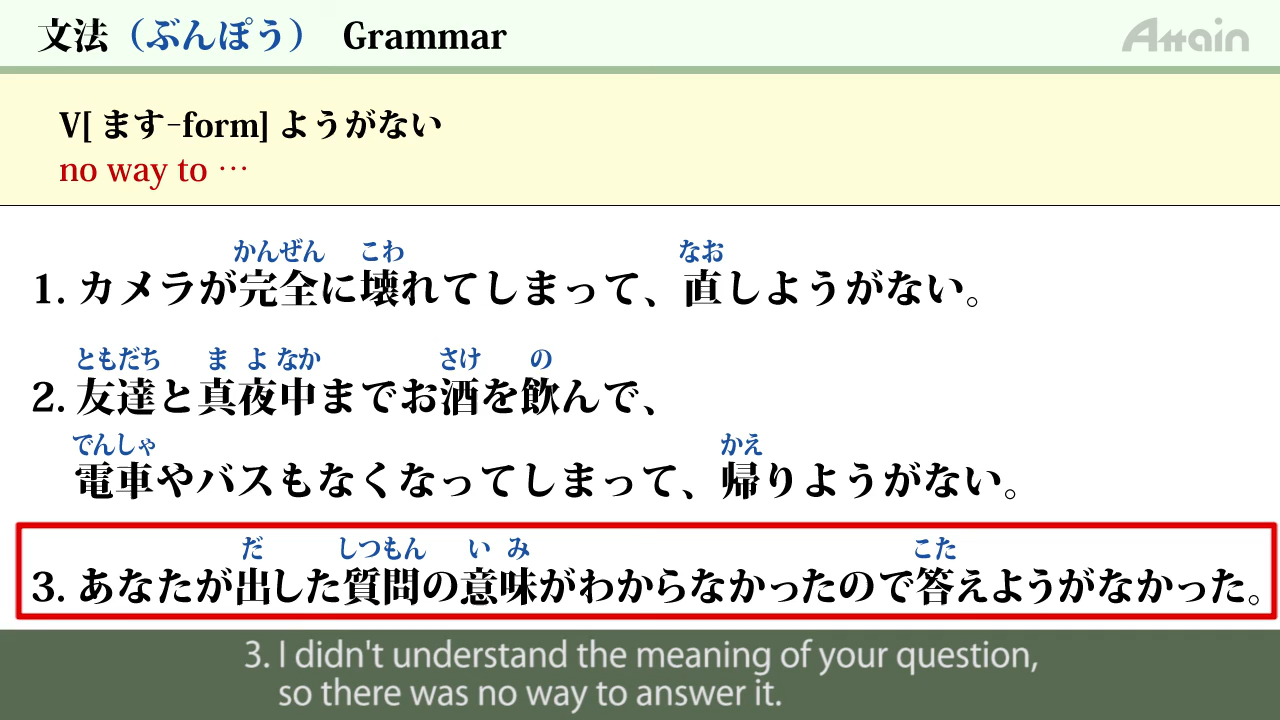 文法（ぶんぽう） Grammar
Attain
V[ ます-form] ようがない
no way to …
かんぜん こわ なお
1. カメラが完全に壊れてしまって、直しようがない。
ともだち ま よ なか さけ の
2. 友達と真夜中までお酒を飲んで、
でんしゃ かえ
電車やバスもなくなってしまって、帰りようがない。
だ しつもん い み こた
3. あなたが出した質問の意味がわからなかったので答えようがなかった。
3. I didn't understand the meaning of your question,
so there was no way to answer it.